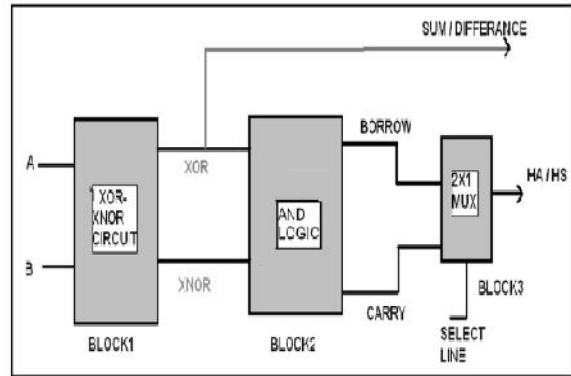 SUM / DIFFERANCE
BORROW
A
XOR
2X1
MUX
HA / HS
1 XOR-
XNOR
CIRCUIT
AND
LOGIC
B
XNOR
BLOCK3
CARRY
SELECT
LINE
BLOCK1
BLOCK2